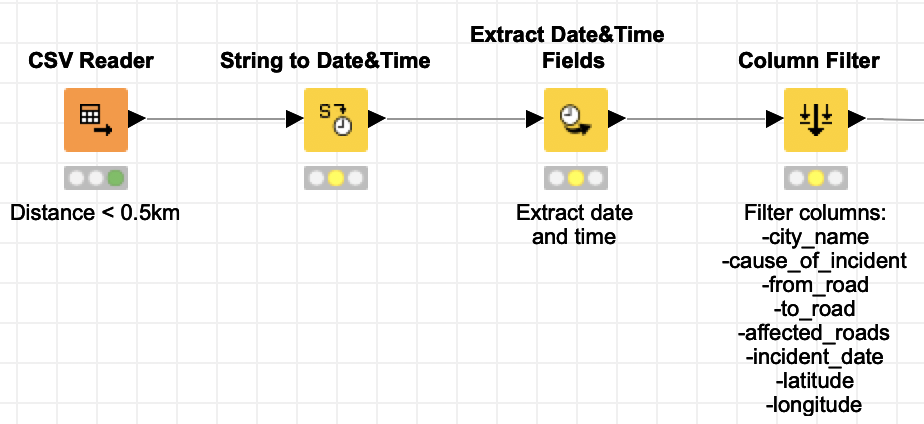 CSV Reader
String to Date&Time
Extract Date&Time
Fields
Column Filter
S
Distance < 0.5km
Extract date
and time
Filter columns:
-city_name
-cause_of_incident
-from_road
-to_road
-affected_roads
-incident_date
-latitude
-longitude